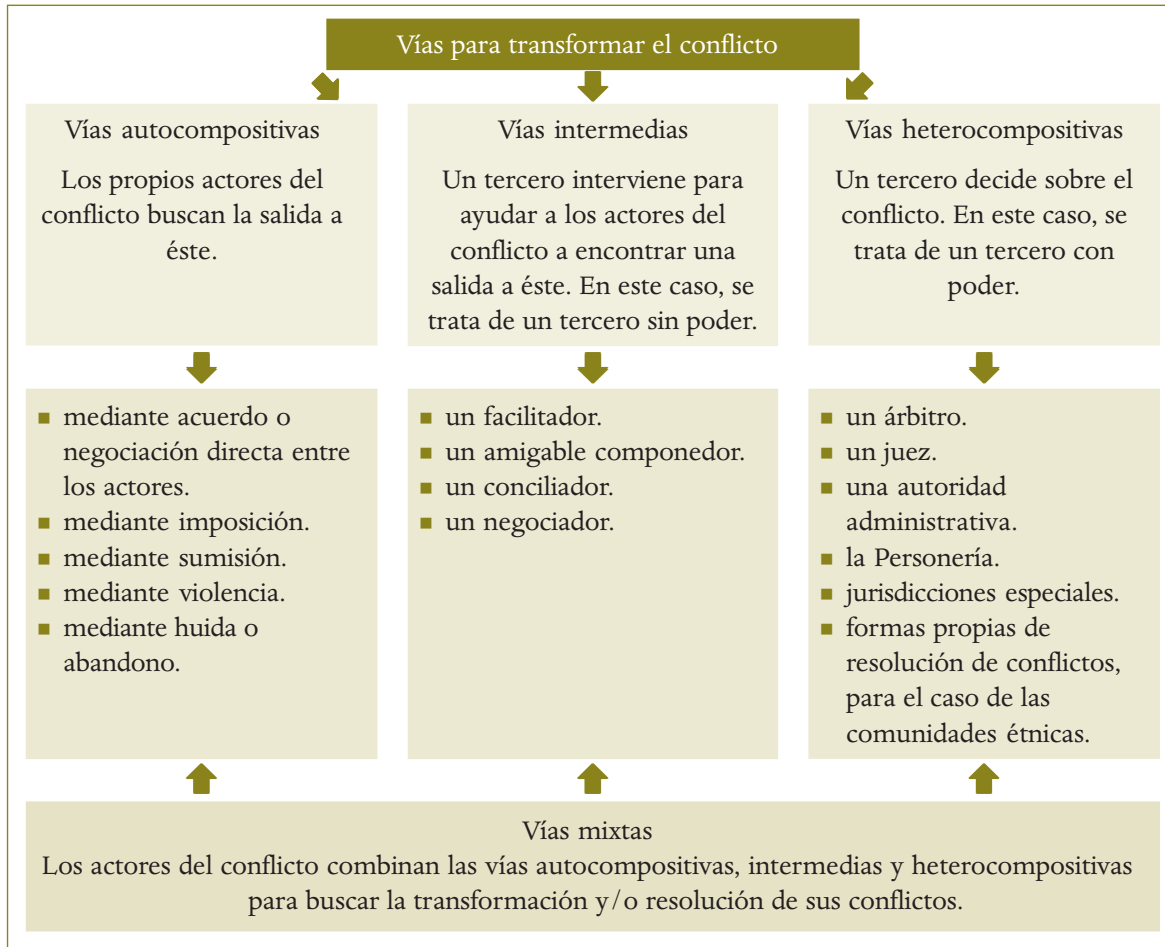 Vías para transformar el conflicto
Vías autocompositivas
Los propios actores del
conflicto buscan la salida a
éste.
Vías intermedias
Un tercero interviene para
ayudar a los actores del
conflicto a encontrar una
salida a éste. En este caso, se
trata de un tercero sin poder.
Vías heterocompositivas
Un tercero decide sobre el
conflicto. En este caso, se
trata de un tercero con
poder.
mediante acuerdo o
negociación directa entre
los actores.
mediante imposición.
mediante sumisión.
mediante violencia.
mediante huida o
abandono.
un facilitador.
un amigable componedor.
un conciliador.
un negociador.
un árbitro.
un juez.
una autoridad
administrativa.
la Personería.
jurisdicciones especiales.
formas propias de
resolución de conflictos,
para el caso de las
comunidades étnicas.
Vías mixtas
Los actores del conflicto combinan las vías autocompositivas, intermedias y heterocompositivas
para buscar la transformación y/o resolución de sus conflictos.